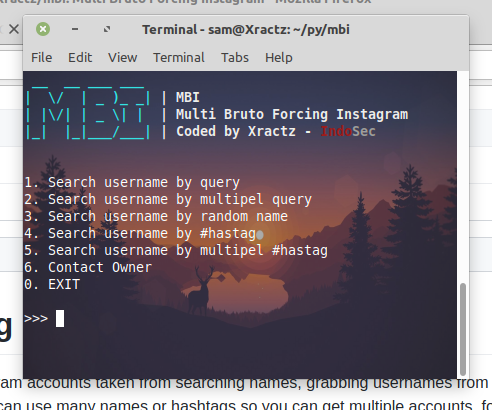 xractz/mbi: Multi Bruto Forcing Instagram - Mozilla Firefox
Terminal - sam@Xractz:~/py/mbi
File Edit View Terminal Tabs Help
| MBI
| Multi Bruto Forcing Instagram
| Coded by Xractz - IndoSec
1. Search username by query
2. Search username by multipel query
3. Search username by random name
4. Search username by #hastag
5. Search username by multipel #hastag
6. Contact Owner
0. EXIT
>>>
g
am accounts taken from searching names, grabbing usernames from
can use many names or hashtags so you can get multiple accounts, fo